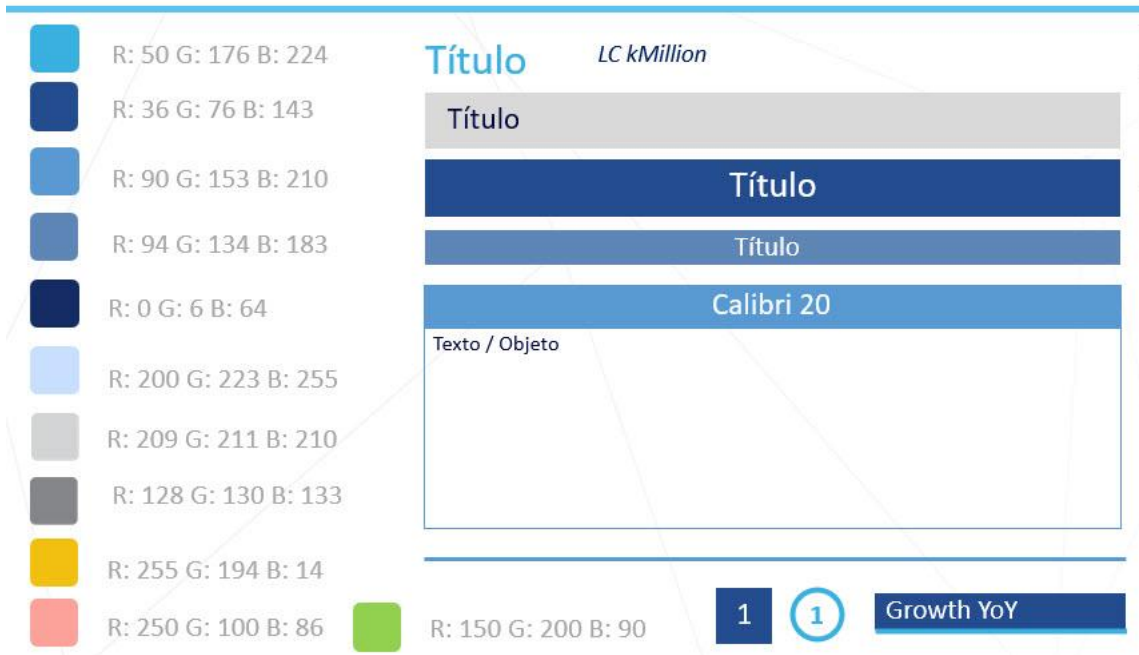 R: 50 G: 176 B: 224
R: 36 G: 76 B: 143
R: 90 G: 153 B: 210
R: 94 G: 134 B: 183
R: 0 G: 6 B: 64
R: 200 G: 223 B: 255
R: 209 G: 211 B: 210
R: 128 G: 130 B: 133
R: 255 G: 194 B: 14
R: 250 G: 100 B: 86
R: 150 G: 200 B: 90
Título
LC kMillion
Título
Título
Título
Calibri 20
Texto / Objeto
1
1
Growth YoY